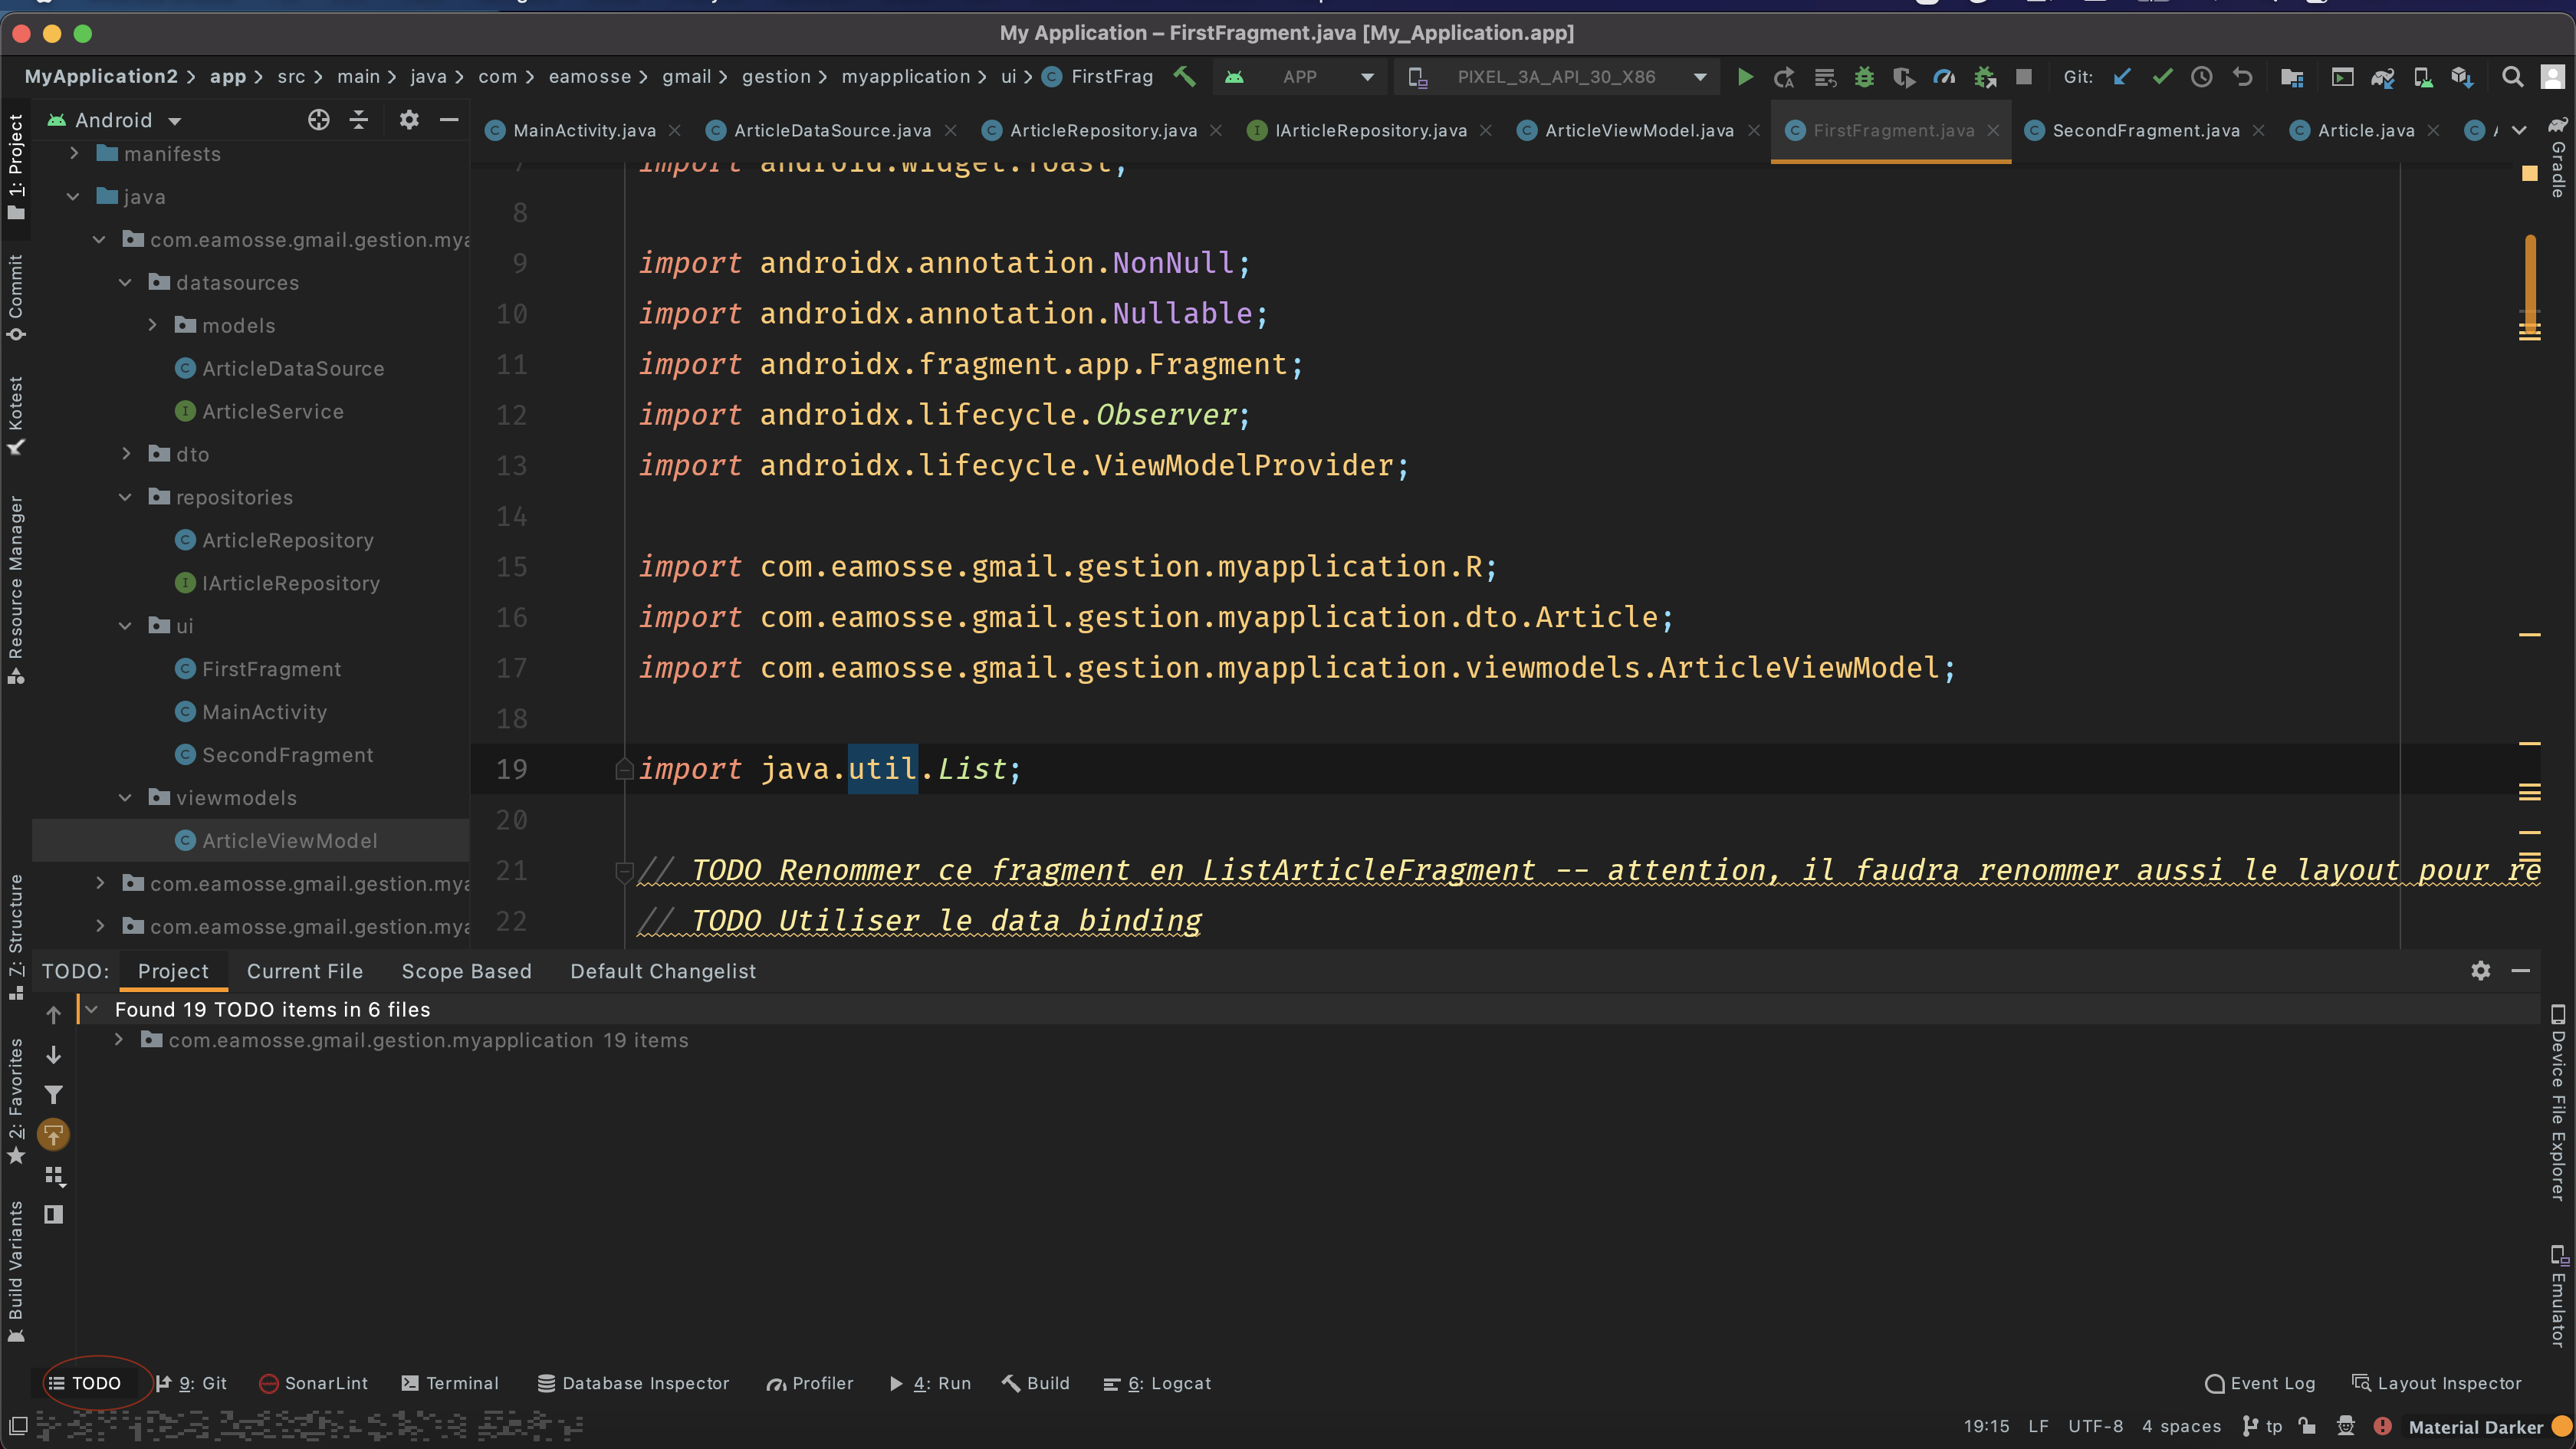 My Application – FirstFragment.java [My_Application.app]
MyApplication2 app src main java com eamosse gmail gestion myapplication ui FirstFrag APP PIXEL_3A_API_30_X86 Git:
Android
MainActivity.java ArticleDataSource.java ArticleRepository.java IArticleRepository.java ArticleViewModel.java FirstFragment.java SecondFragment.java Article.java
1: Project
Commit
Kotest
Resource Manager
7: Structure
2: Favorites
Build Variants
manifests
java
com.eamosse.gmail.gestion.mya
datasources
models
ArticleDataSource
ArticleService
dto
repositories
ArticleRepository
IArticleRepository
ui
FirstFragment
MainActivity
SecondFragment
viewmodels
ArticleViewModel
com.eamosse.gmail.gestion.mya
com.eamosse.gmail.gestion.mya
7 import android.widget.Toast;
8
9 import androidx.annotation.NonNull;
10 import androidx.annotation.Nullable;
11 import androidx.fragment.app.Fragment;
12 import androidx.lifecycle.Observer;
13 import androidx.lifecycle.ViewModelProvider;
14
15 import com.eamosse.gmail.gestion.myapplication.R;
16 import com.eamosse.gmail.gestion.myapplication.dto.Article;
17 import com.eamosse.gmail.gestion.myapplication.viewmodels.ArticleViewModel;
18
19 import java.util.List;
20
21 // TODO Renommer ce fragment en ListArticleFragment -- attention, il faudra renommer aussi le layout pour re
22 // TODO Utiliser le data binding
Gradle
Device File Explorer
Emulator
TODO: Project Current File Scope Based Default Changelist
Found 19 TODO items in 6 files
com.eamosse.gmail.gestion.myapplication 19 items
TODO 9: Git SonarLint Terminal Database Inspector Profiler 4: Run Build 6: Logcat Event Log Layout Inspector
19:15 LF UTF-8 4 spaces tp Material Darker